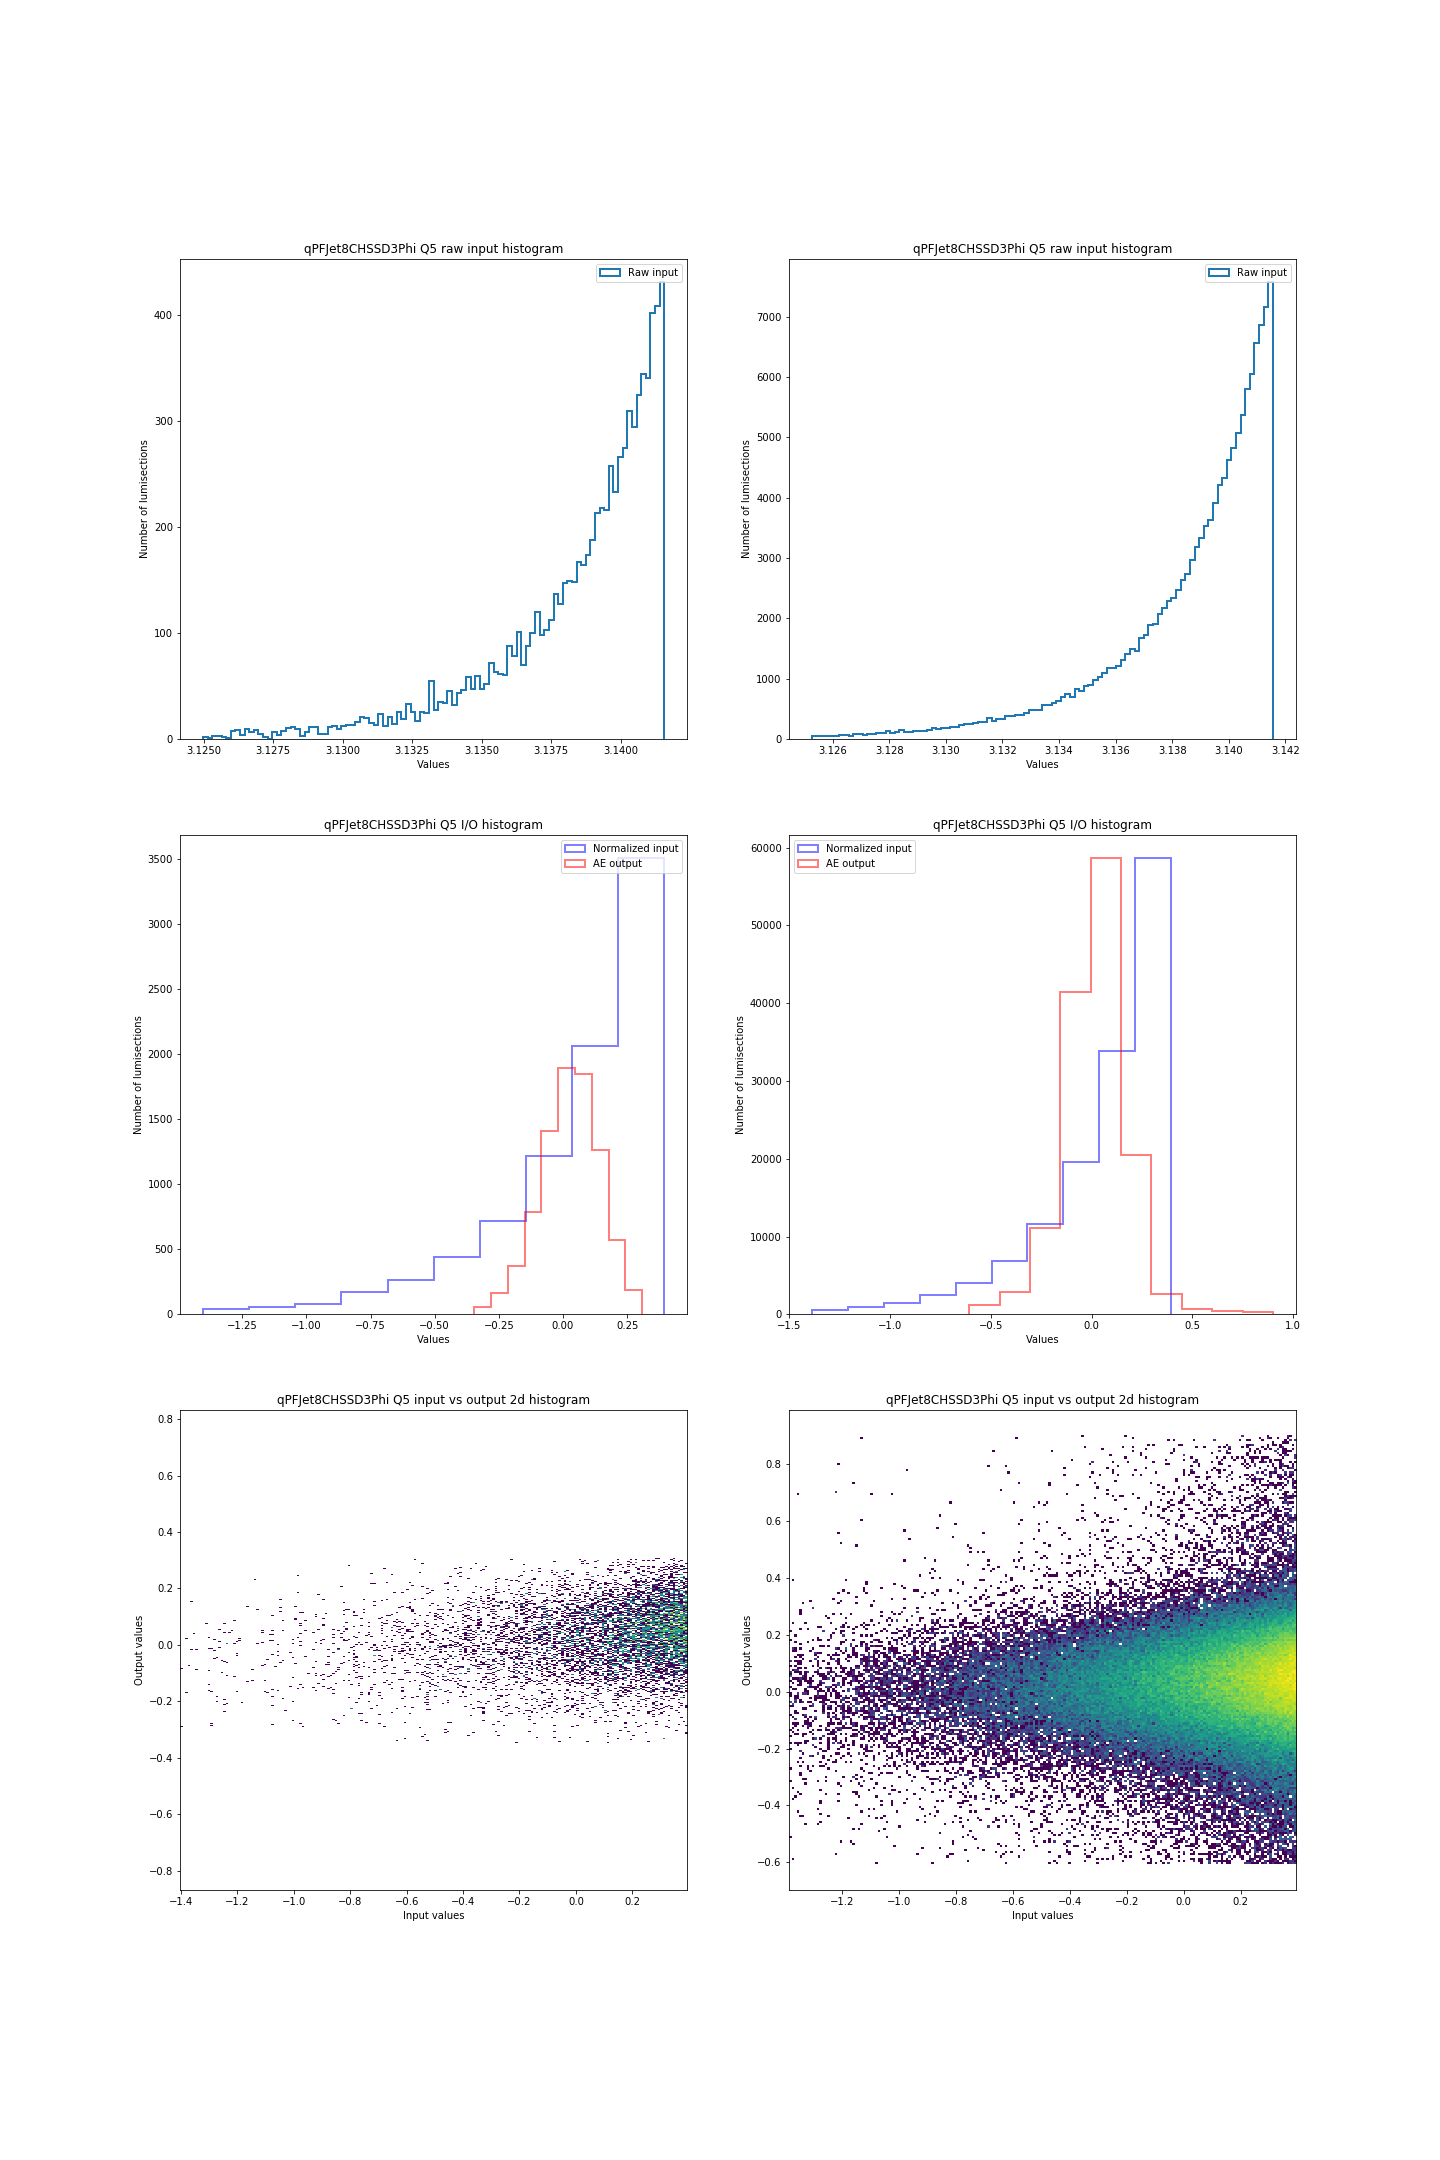 qPFJet8CHSSD3Phi Q5 raw input histogram
Raw input
400
300
200
100
0
Number of lumisections
3.1250 3.1275 3.1300 3.1325 3.1350 3.1375 3.1400
Values
qPFJet8CHSSD3Phi Q5 raw input histogram
Raw input
7000
6000
5000
4000
3000
2000
1000
0
Number of lumisections
3.126 3.128 3.130 3.132 3.134 3.136 3.138 3.140 3.142
Values
qPFJet8CHSSD3Phi Q5 I/O histogram
Normalized input
AE output
3500
3000
2500
2000
1500
1000
500
0
Number of lumisections
−1.25 −1.00 −0.75 −0.50 −0.25 0.00 0.25
Values
qPFJet8CHSSD3Phi Q5 I/O histogram
Normalized input
AE output
60000
50000
40000
30000
20000
10000
0
Number of lumisections
−1.5 −1.0 −0.5 0.0 0.5 1.0
Values
qPFJet8CHSSD3Phi Q5 input vs output 2d histogram
0.8
0.6
0.4
0.2
0.0
−0.2
−0.4
−0.6
−0.8
Output values
−1.4 −1.2 −1.0 −0.8 −0.6 −0.4 −0.2 0.0 0.2
Input values
qPFJet8CHSSD3Phi Q5 input vs output 2d histogram
0.8
0.6
0.4
0.2
0.0
−0.2
−0.4
−0.6
Output values
−1.2 −1.0 −0.8 −0.6 −0.4 −0.2 0.0 0.2
Input values